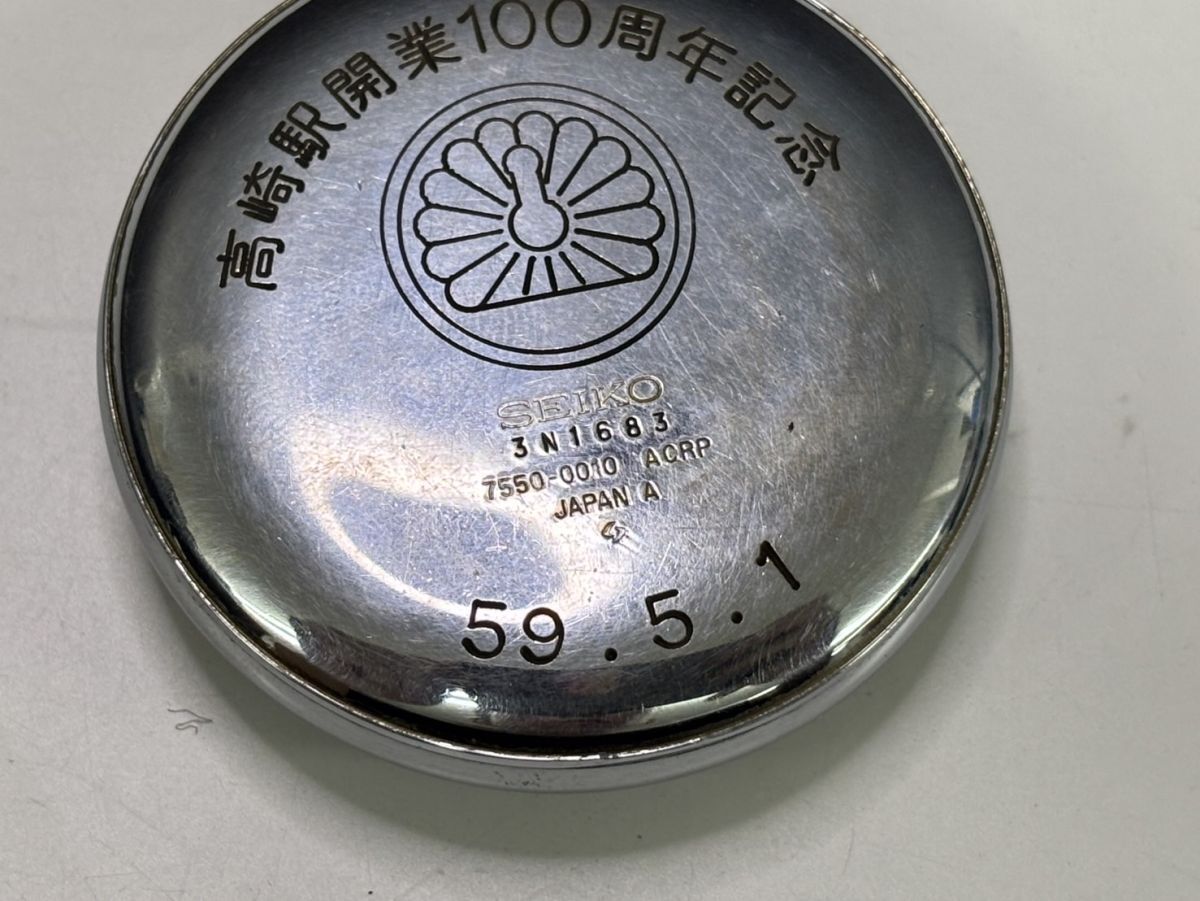 高崎駅開業100周年記念
SEIKO
3N1683
7550-0010 ACRP
JAPAN A
59.5.1